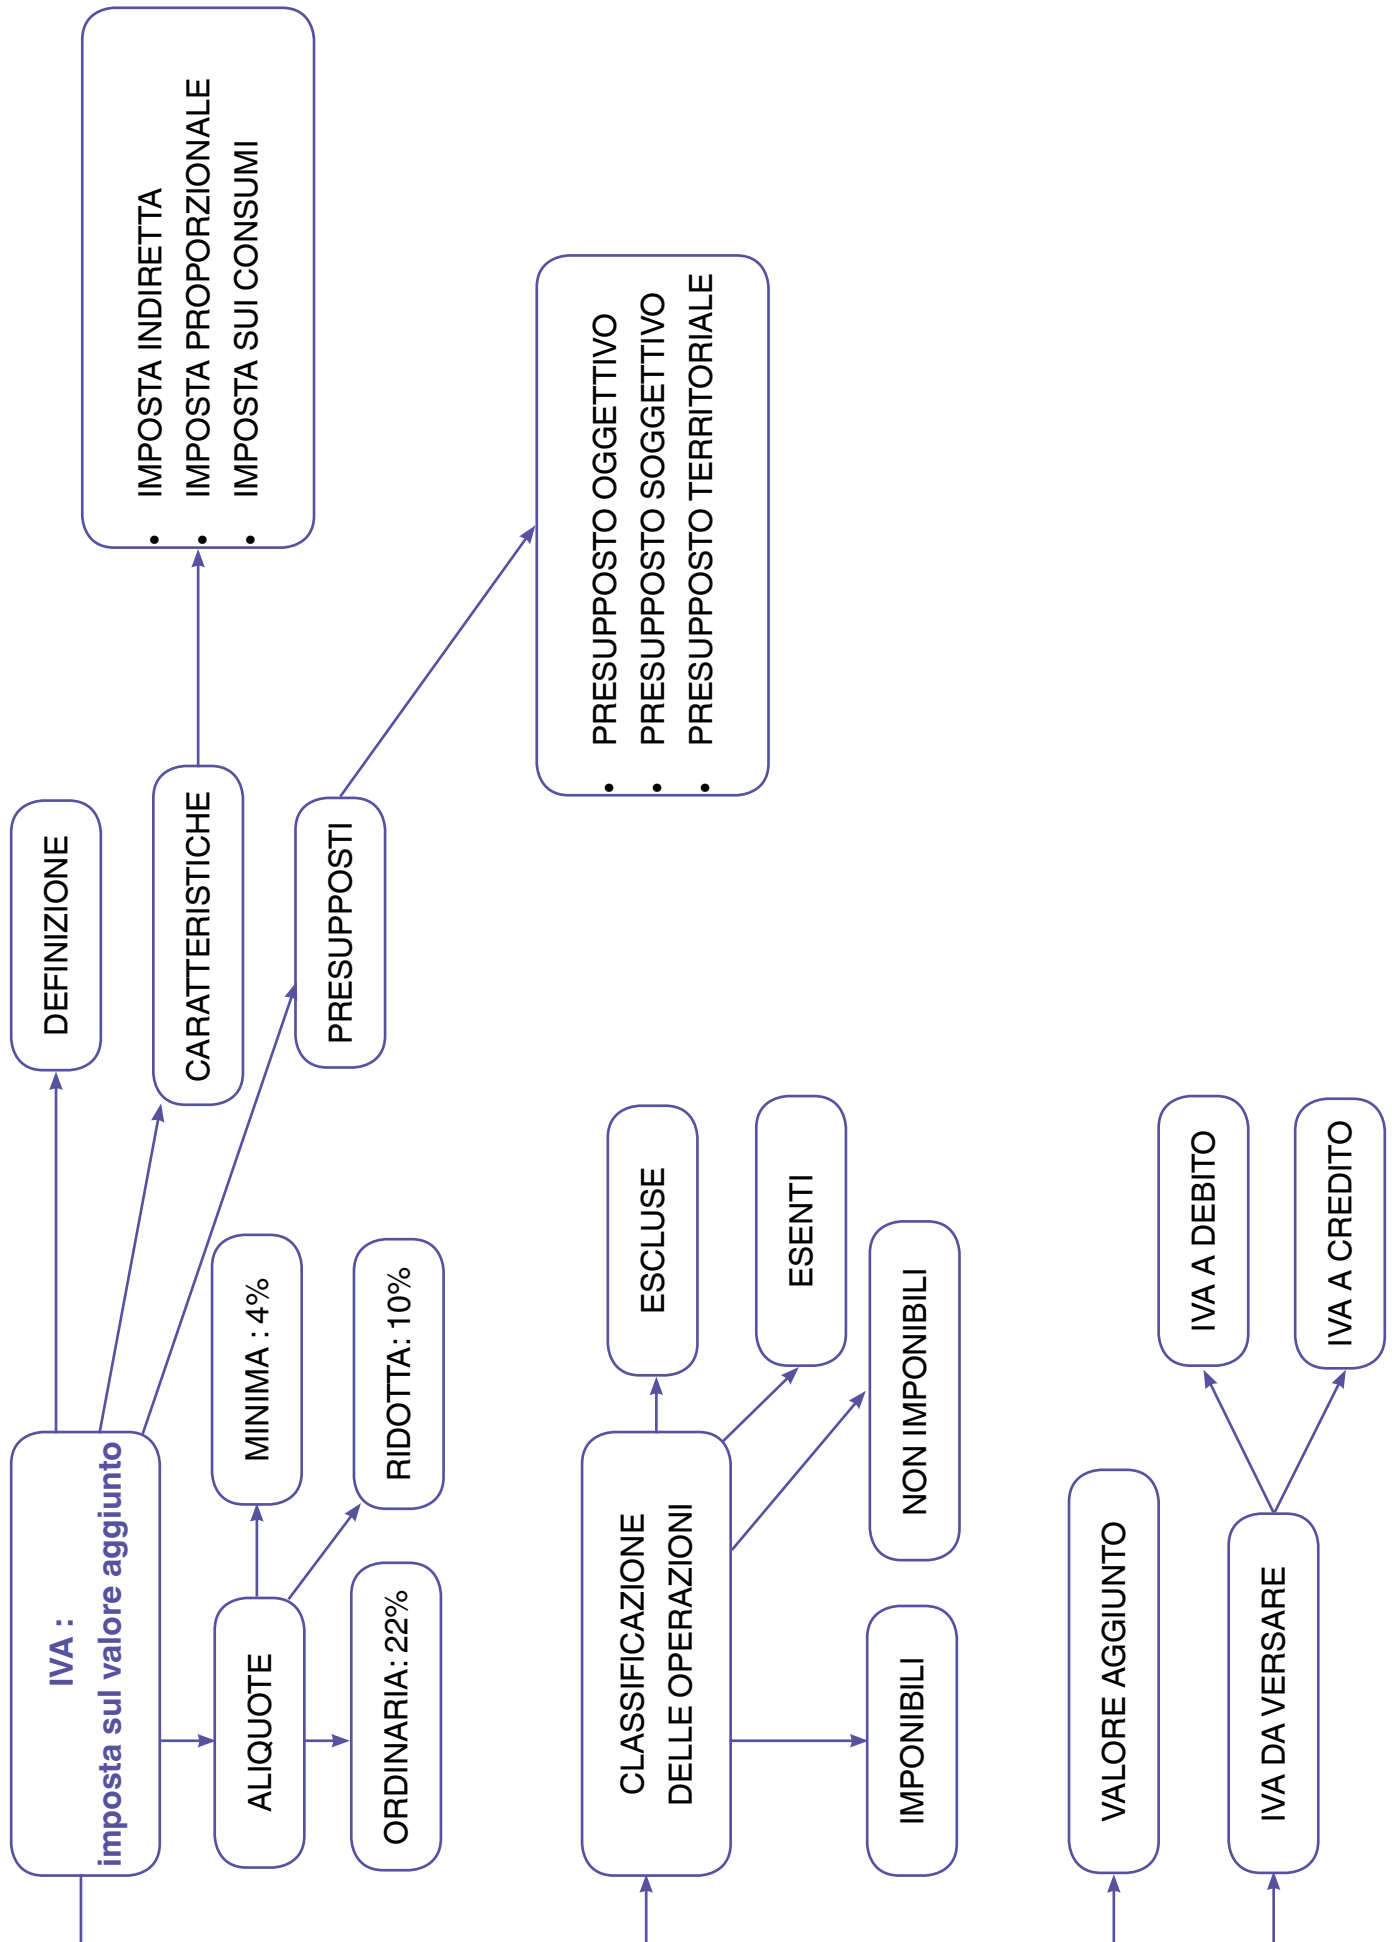 IVA :
imposta sul valore aggiunto
DEFINIZIONE
CARATTERISTICHE
• IMPOSTA INDIRETTA
• IMPOSTA PROPORZIONALE
• IMPOSTA SUI CONSUMI
PRESUPPOSTI
• PRESUPPOSTO OGGETTIVO
• PRESUPPOSTO SOGGETTIVO
• PRESUPPOSTO TERRITORIALE
ALIQUOTE
MINIMA : 4%
RIDOTTA: 10%
ORDINARIA: 22%
CLASSIFICAZIONE
DELLE OPERAZIONI
ESCLUSE
ESENTI
NON IMPONIBILI
IMPONIBILI
VALORE AGGIUNTO
IVA DA VERSARE
IVA A DEBITO
IVA A CREDITO